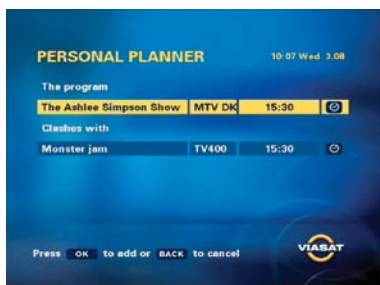 PERSONAL PLANNER 10:07 Wed 3.08
The program
The Ashlee Simpson Show MTV DK 15:30
Clashes with
Monster jam TV400 15:30
Press OK to add or BACK to cancel
VIASAT